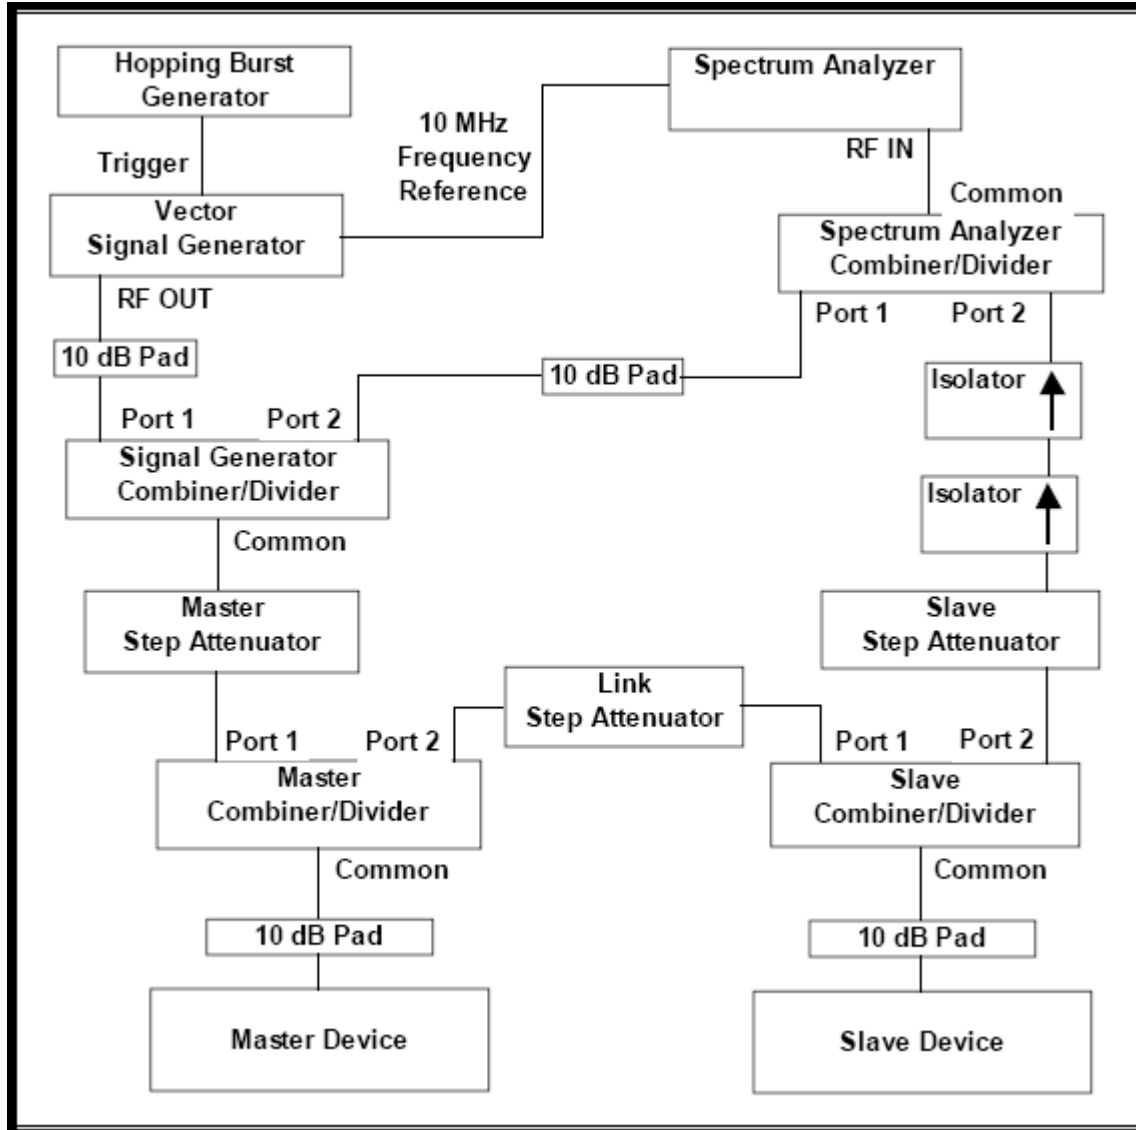 Hopping Burst
Generator
Spectrum Analyzer
10 MHz
Frequency
Reference
RF IN
Trigger
Common
Vector
Signal Generator
Spectrum Analyzer
Combiner/Divider
RF OUT
Port 1
Port 2
10 dB Pad
10 dB Pad
Isolator
Port 1
Port 2
Signal Generator
Combiner/Divider
Isolator
Common
Master
Step Attenuator
Slave
Step Attenuator
Link
Step Attenuator
Port 1
Port 2
Port 1
Port 2
Master
Combiner/Divider
Slave
Combiner/Divider
Common
Common
10 dB Pad
10 dB Pad
Master Device
Slave Device